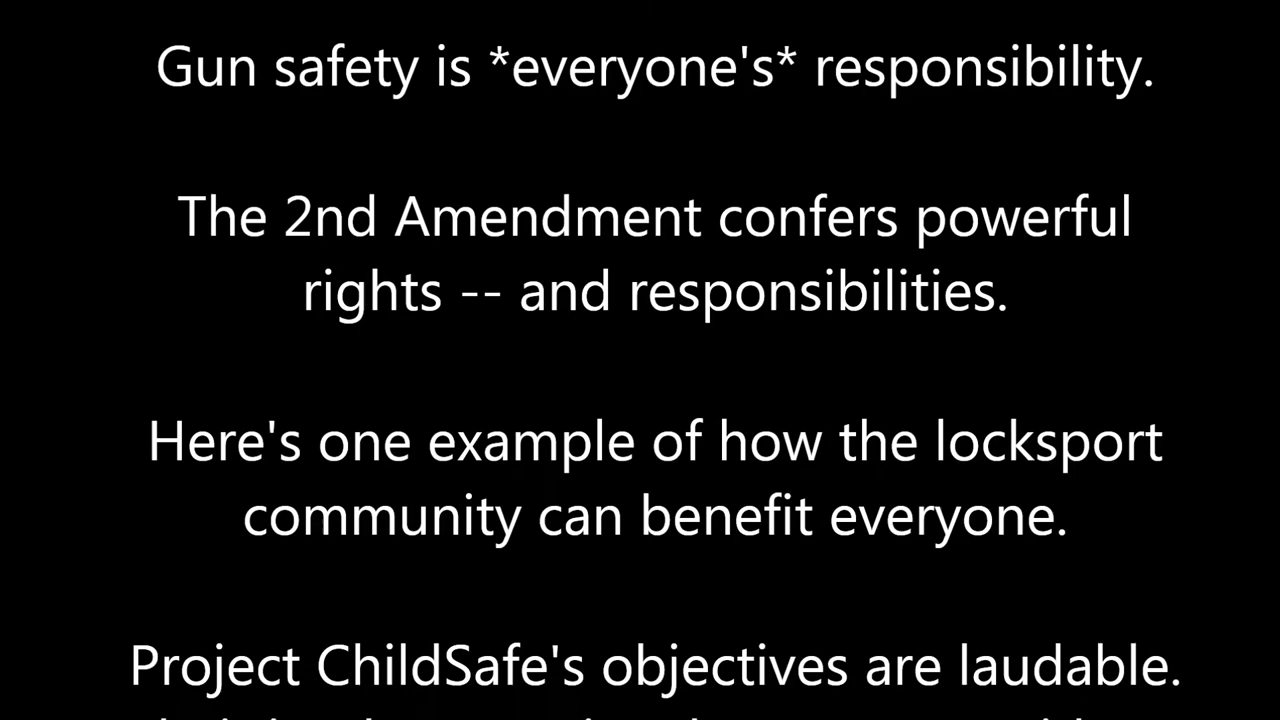 Gun safety is *everyone's* responsibility.
The 2nd Amendment confers powerful
rights -- and responsibilities.
Here's one example of how the locksport
community can benefit everyone.
Project ChildSafe's objectives are laudable.